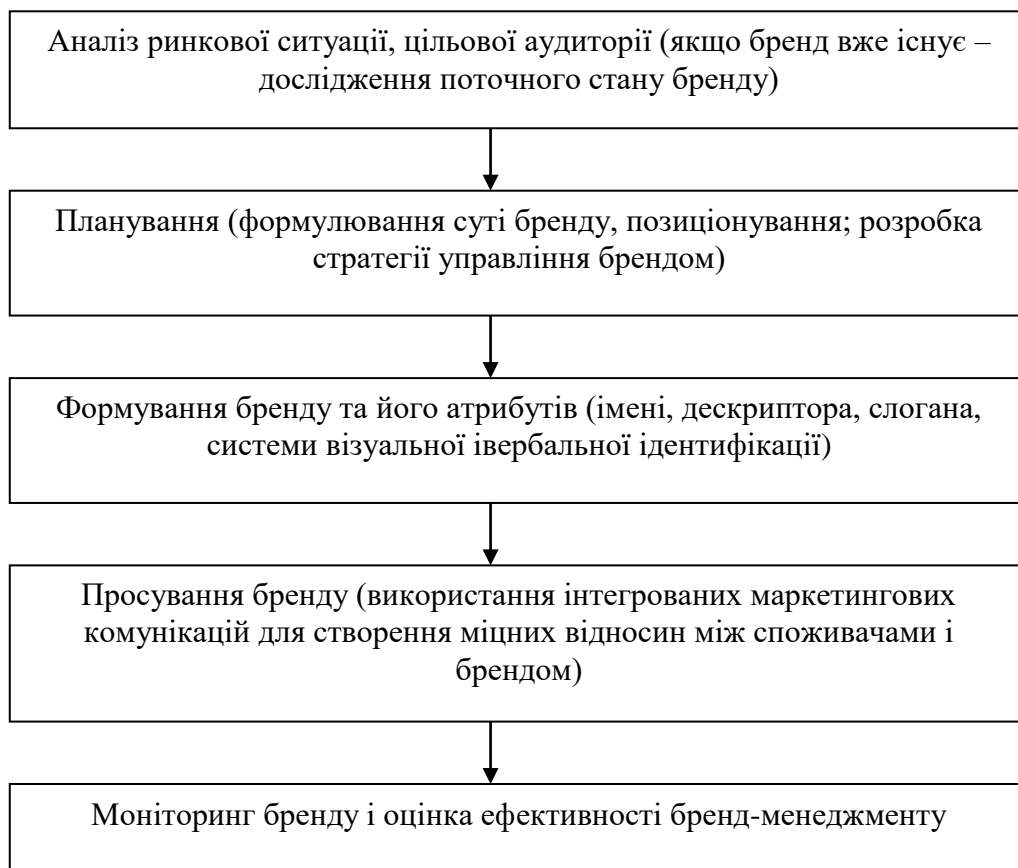 Аналіз ринкової ситуації, цільової аудиторії (якщо бренд вже існує –
дослідження поточного стану бренду)
Планування (формулювання суті бренду, позиціонування; розробка
стратегії управління брендом)
Формування бренду та його атрибутів (імені, дескриптора, слогана,
системи візуальної івербальної ідентифікації)
Просування бренду (використання інтегрованих маркетингових
комунікацій для створення міцних відносин між споживачами і
брендом)
Моніторинг бренду і оцінка ефективності бренд-менеджменту